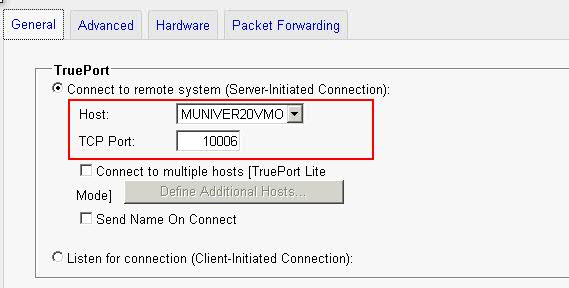 General Advanced Hardware Packet Forwarding
TruePort
Connect to remote system (Server-Initiated Connection):
Host: MUNIVER20VMO
TCP Port: 10006
Connect to multiple hosts [TruePort Lite
Mode] Define Additional Hosts...
Send Name On Connect
Listen for connection (Client-Initiated Connection):